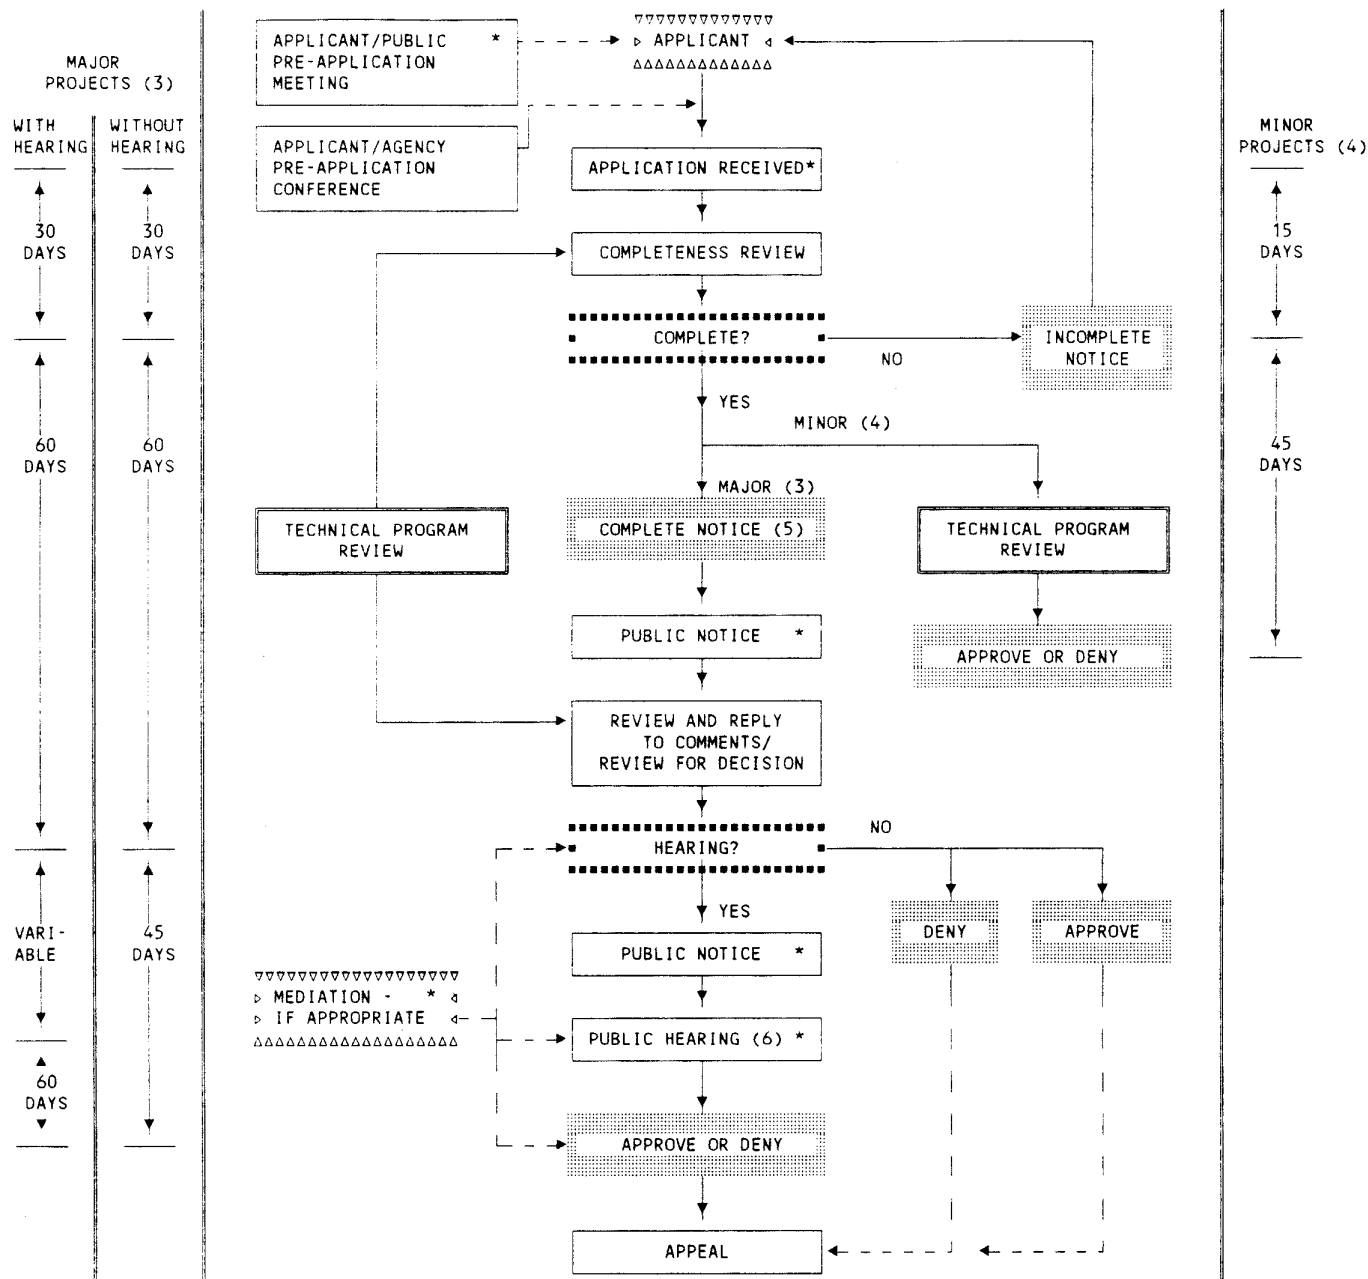 MAJOR
PROJECTS (3)
WITH
HEARING
WITHOUT
HEARING
30
DAYS
30
DAYS
60
DAYS
60
DAYS
VARI-
ABLE
45
DAYS
60
DAYS
APPLICANT/PUBLIC *
PRE-APPLICATION
MEETING
APPLICANT
APPLICANT/AGENCY
PRE-APPLICATION
CONFERENCE
APPLICATION RECEIVED*
COMPLETENESS REVIEW
COMPLETE?
NO
INCOMPLETE
NOTICE
YES
MINOR (4)
MAJOR (3)
TECHNICAL PROGRAM
REVIEW
COMPLETE NOTICE (5)
TECHNICAL PROGRAM
REVIEW
PUBLIC NOTICE *
APPROVE OR DENY
REVIEW AND REPLY
TO COMMENTS/
REVIEW FOR DECISION
HEARING?
NO
YES
DENY
APPROVE
PUBLIC NOTICE *
MEDIATION - *
IF APPROPRIATE
PUBLIC HEARING (6) *
APPROVE OR DENY
APPEAL
MINOR
PROJECTS (4)
15
DAYS
45
DAYS